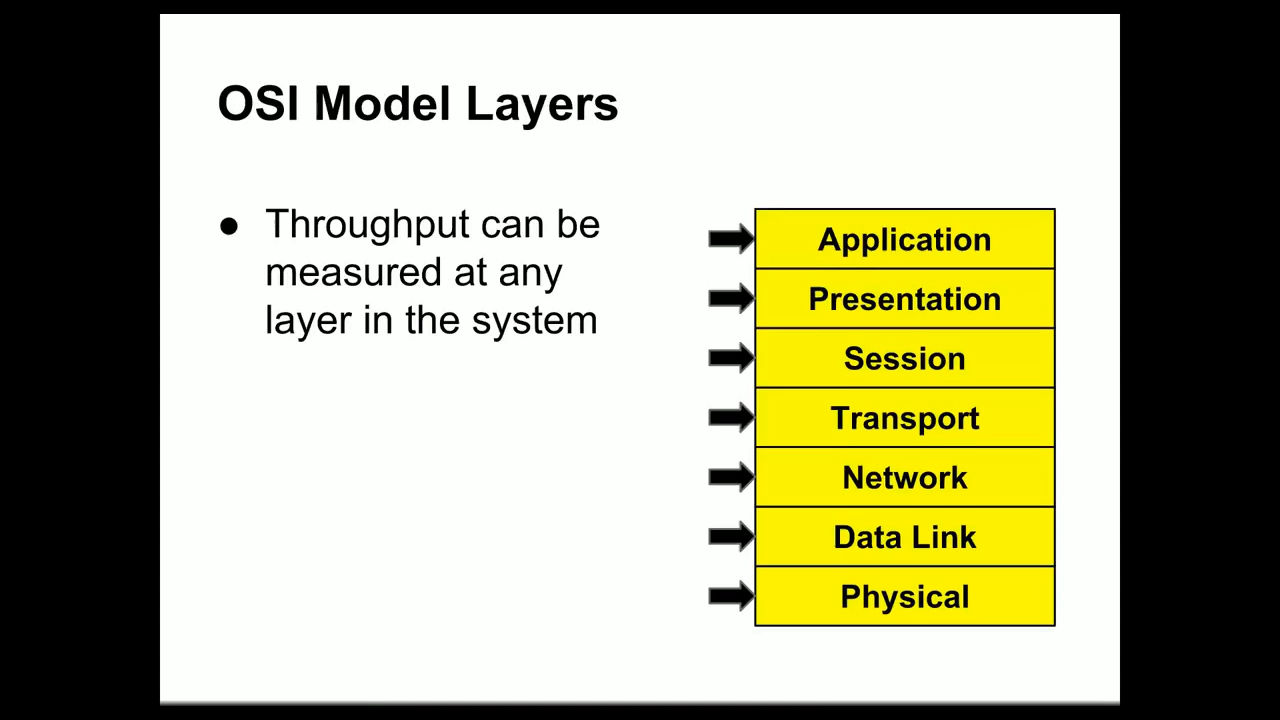 OSI Model Layers
● Throughput can be
measured at any
layer in the system
Application
Presentation
Session
Transport
Network
Data Link
Physical